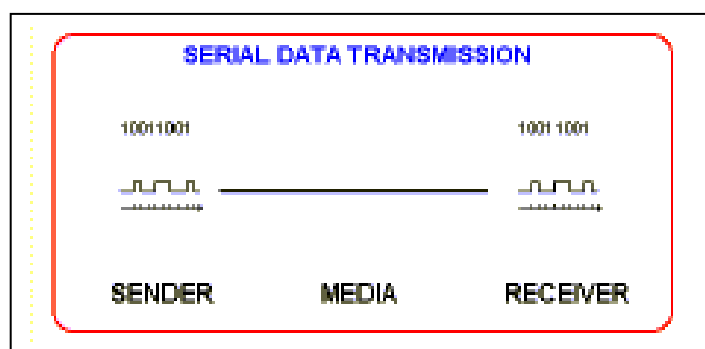 SERIAL DATA TRANSMISSION
10011001 1001 1001
SENDER MEDIA RECEIVER